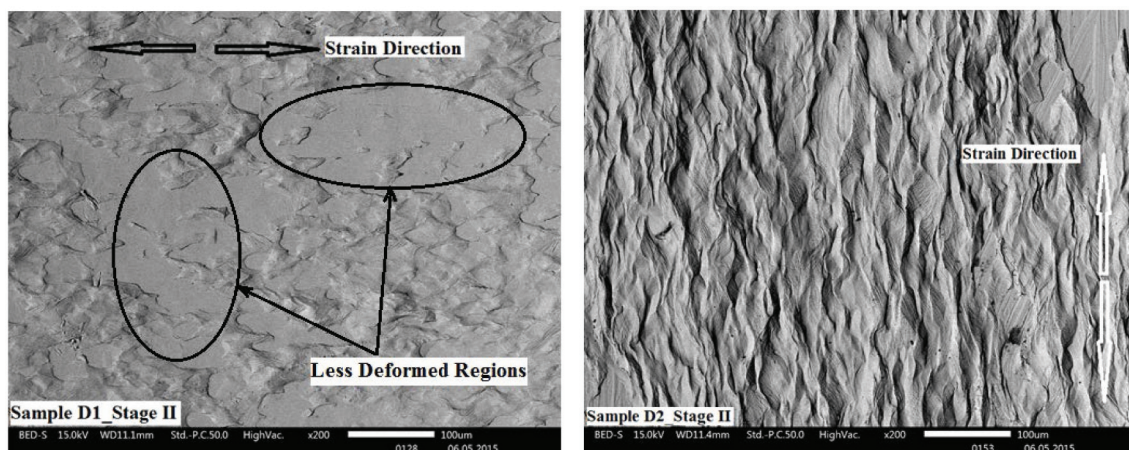 Strain Direction
Less Deformed Regions
Sample D1_Stage II
BED-S 15.0kV WD11.1mm Std.-P.C.50.0 HighVac. x200 100um
0128 06.05.2015
Strain Direction
Sample D2_Stage II
BED-S 15.0kV WD11.4mm Std.-P.C.50.0 HighVac. x200 100um
0153 06.05.2015